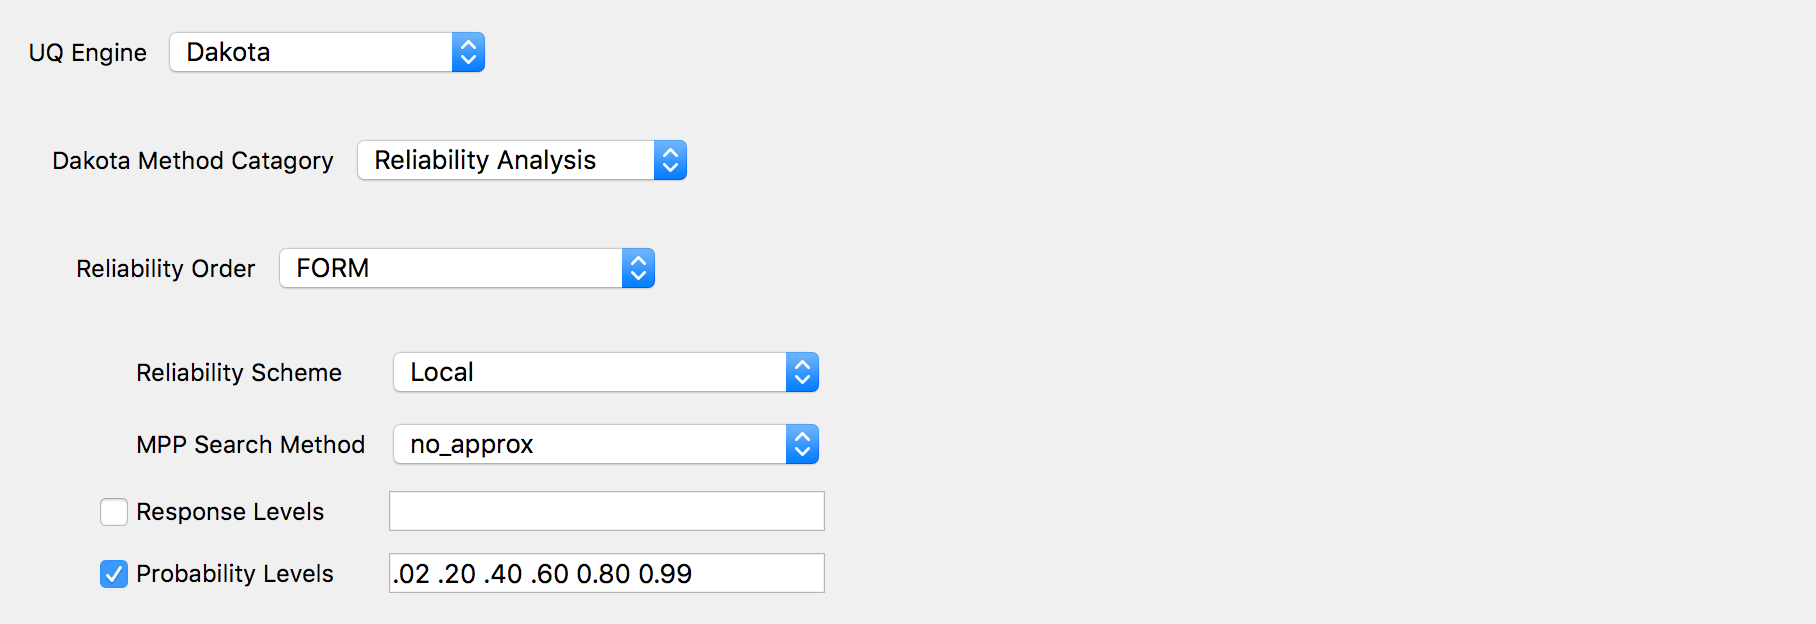 UQ Engine Dakota
Dakota Method Catagory Reliability Analysis
Reliability Order FORM
Reliability Scheme Local
MPP Search Method no_approx
Response Levels
Probability Levels .02 .20 .40 .60 0.80 0.99